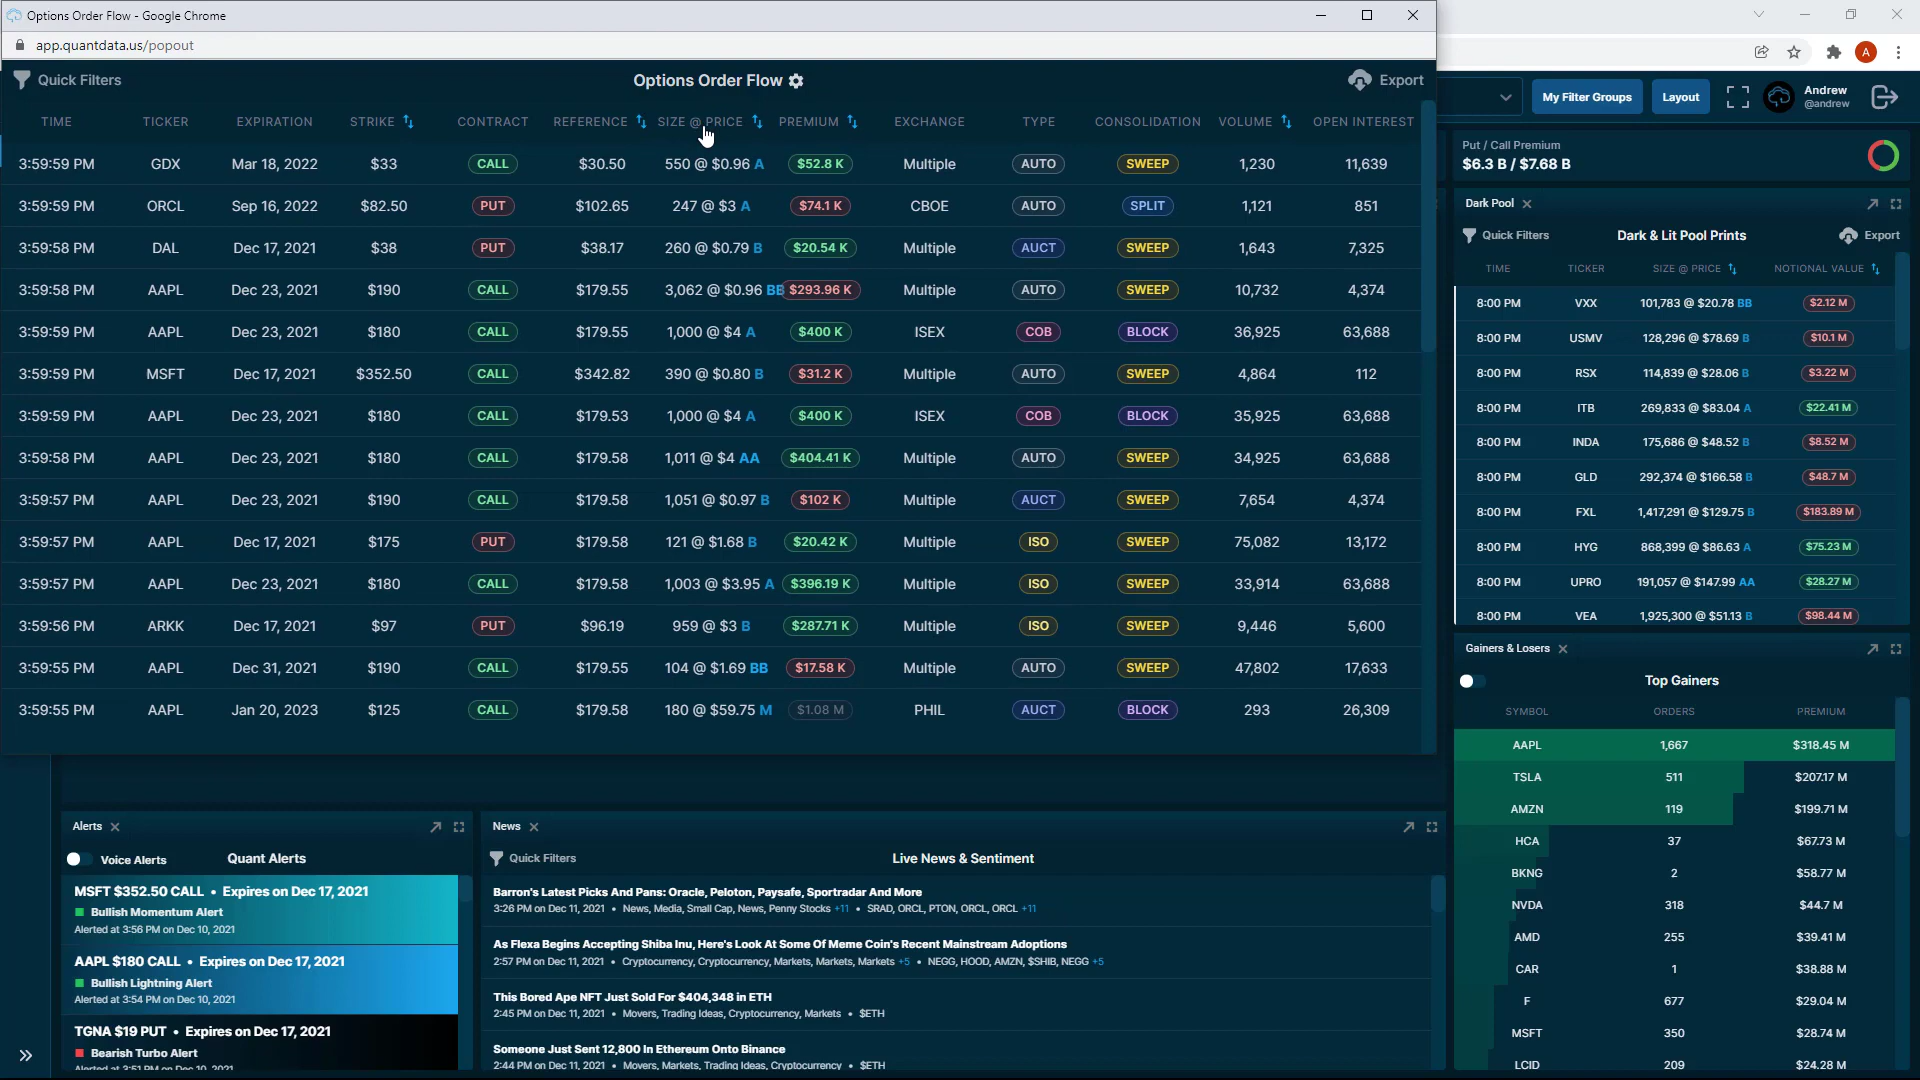 Options Order Flow - Google Chrome
app.quantdata.us/popout
Quick Filters
Options Order Flow
Export
TIME TICKER EXPIRATION STRIKE CONTRACT REFERENCE SIZE @ PRICE PREMIUM EXCHANGE TYPE CONSOLIDATION VOLUME OPEN INTEREST
3:59:59 PM GDX Mar 18, 2022 $33 CALL $30.50 550 @ $0.96 A $52.8 K Multiple AUTO SWEEP 1,230 11,639
3:59:59 PM ORCL Sep 16, 2022 $82.50 PUT $102.65 247 @ $3 A $74.1 K CBOE AUTO SPLIT 1,121 851
3:59:58 PM DAL Dec 17, 2021 $38 PUT $38.17 260 @ $0.79 B $20.54 K Multiple AUCT SWEEP 1,643 7,325
3:59:58 PM AAPL Dec 23, 2021 $190 CALL $179.55 3,062 @ $0.96 BB $293.96 K Multiple AUTO SWEEP 10,732 4,374
3:59:59 PM AAPL Dec 23, 2021 $180 CALL $179.55 1,000 @ $4 A $400 K ISEX COB BLOCK 36,925 63,688
3:59:59 PM MSFT Dec 17, 2021 $352.50 CALL $342.82 390 @ $0.80 B $31.2 K Multiple AUTO SWEEP 4,864 112
3:59:59 PM AAPL Dec 23, 2021 $180 CALL $179.53 1,000 @ $4 A $400 K ISEX COB BLOCK 35,925 63,688
3:59:58 PM AAPL Dec 23, 2021 $180 CALL $179.58 1,011 @ $4 AA $404.41 K Multiple AUTO SWEEP 34,925 63,688
3:59:57 PM AAPL Dec 23, 2021 $190 CALL $179.58 1,051 @ $0.97 B $102 K Multiple AUCT SWEEP 7,654 4,374
3:59:57 PM AAPL Dec 17, 2021 $175 PUT $179.58 121 @ $1.68 B $20.42 K Multiple ISO SWEEP 75,082 13,172
3:59:57 PM AAPL Dec 23, 2021 $180 CALL $179.58 1,003 @ $3.95 A $396.19 K Multiple ISO SWEEP 33,914 63,688
3:59:56 PM ARKK Dec 17, 2021 $97 PUT $96.19 959 @ $3 B $287.71 K Multiple ISO SWEEP 9,446 5,600
3:59:55 PM AAPL Dec 31, 2021 $190 CALL $179.55 104 @ $1.69 BB $17.58 K Multiple AUTO SWEEP 47,802 17,633
3:59:55 PM AAPL Jan 20, 2023 $125 CALL $179.58 180 @ $59.75 M $1.08 M PHIL AUCT BLOCK 293 26,309
A
My Filter Groups
Layout
Andrew
@andrew
Put / Call Premium
$6.3 B / $7.68 B
Dark Pool
Quick Filters
Dark & Lit Pool Prints
Export
TIME TICKER SIZE @ PRICE NOTIONAL VALUE
8:00 PM VXX 101,783 @ $20.78 BB $2.12 M
8:00 PM USMV 128,296 @ $78.69 B $10.1 M
8:00 PM RSX 114,839 @ $28.06 B $3.22 M
8:00 PM ITB 269,833 @ $83.04 A $22.41 M
8:00 PM INDA 175,686 @ $48.52 B $8.52 M
8:00 PM GLD 292,374 @ $166.58 B $48.7 M
8:00 PM FXL 1,417,291 @ $129.75 B $183.89 M
8:00 PM HYG 868,399 @ $86.63 A $75.23 M
8:00 PM UPRO 191,057 @ $147.99 AA $28.27 M
8:00 PM VEA 1,925,300 @ $51.13 B $98.44 M
Gainers & Losers
Top Gainers
SYMBOL ORDERS PREMIUM
AAPL 1,667 $318.45 M
TSLA 511 $207.17 M
AMZN 119 $199.71 M
HCA 37 $67.73 M
BKNG 2 $58.77 M
NVDA 318 $44.7 M
AMD 255 $39.41 M
CAR 1 $38.88 M
F 677 $29.04 M
MSFT 350 $28.74 M
LCID 209 $24.28 M
Alerts
Voice Alerts
Quant Alerts
MSFT $352.50 CALL • Expires on Dec 17, 2021
Bullish Momentum Alert
Alerted at 3:56 PM on Dec 10, 2021
AAPL $180 CALL • Expires on Dec 17, 2021
Bullish Lightning Alert
Alerted at 3:54 PM on Dec 10, 2021
TGNA $19 PUT • Expires on Dec 17, 2021
Bearish Turbo Alert
Alerted at 3:51 PM on Dec 10, 2021
News
Quick Filters
Live News & Sentiment
Barron's Latest Picks And Pans: Oracle, Peloton, Paysafe, Sportradar And More
3:26 PM on Dec 11, 2021 • News, Media, Small Cap, News, Penny Stocks +11 • SRAD, ORCL, PTON, ORCL, ORCL +11
As Flexa Begins Accepting Shiba Inu, Here's Look At Some Of Meme Coin's Recent Mainstream Adoptions
2:57 PM on Dec 11, 2021 • Cryptocurrency, Cryptocurrency, Markets, Markets, Markets +5 • NEGG, HOOD, AMZN, $SHIB, NEGG +5
This Bored Ape NFT Just Sold For $404,348 in ETH
2:45 PM on Dec 11, 2021 • Movers, Trading Ideas, Cryptocurrency, Markets • $ETH
Someone Just Sent 12,800 In Ethereum Onto Binance
2:44 PM on Dec 11, 2021 • Movers, Markets, Trading Ideas, Cryptocurrency • $ETH